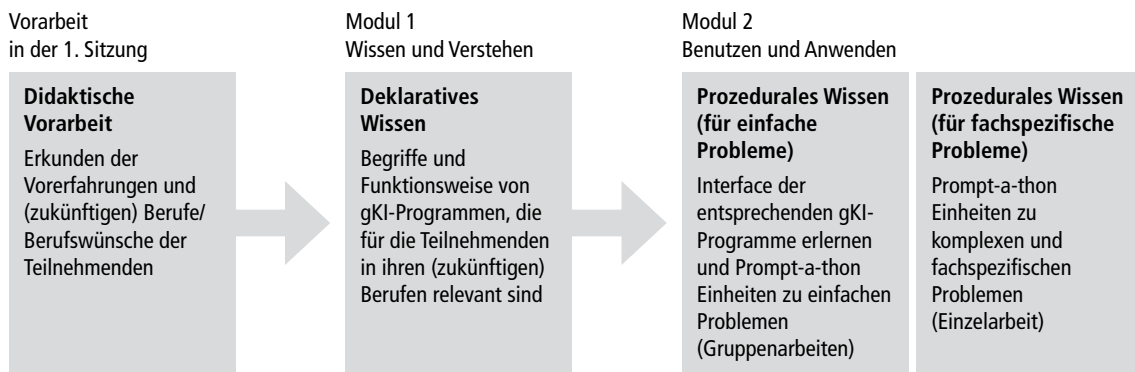 Vorarbeit
in der 1. Sitzung
Didaktische
Vorarbeit
Erkunden der
Vorerfahrungen und
(zukünftigen) Berufe/
Berufswünsche der
Teilnehmenden
Modul 1
Wissen und Verstehen
Deklaratives
Wissen
Begriffe und
Funktionsweise von
gKI-Programmen, die
für die Teilnehmenden
in ihren (zukünftigen)
Berufen relevant sind
Modul 2
Benutzen und Anwenden
Prozedurales Wissen
(für einfache
Probleme)
Interface der
entsprechenden gKI-
Programme erlernen
und Prompt-a-thon
Einheiten zu einfachen
Problemen
(Gruppenarbeiten)
Prozedurales Wissen
(für fachspezifische
Probleme)
Prompt-a-thon
Einheiten zu
komplexen und
fachspezifischen
Problemen
(Einzelarbeit)